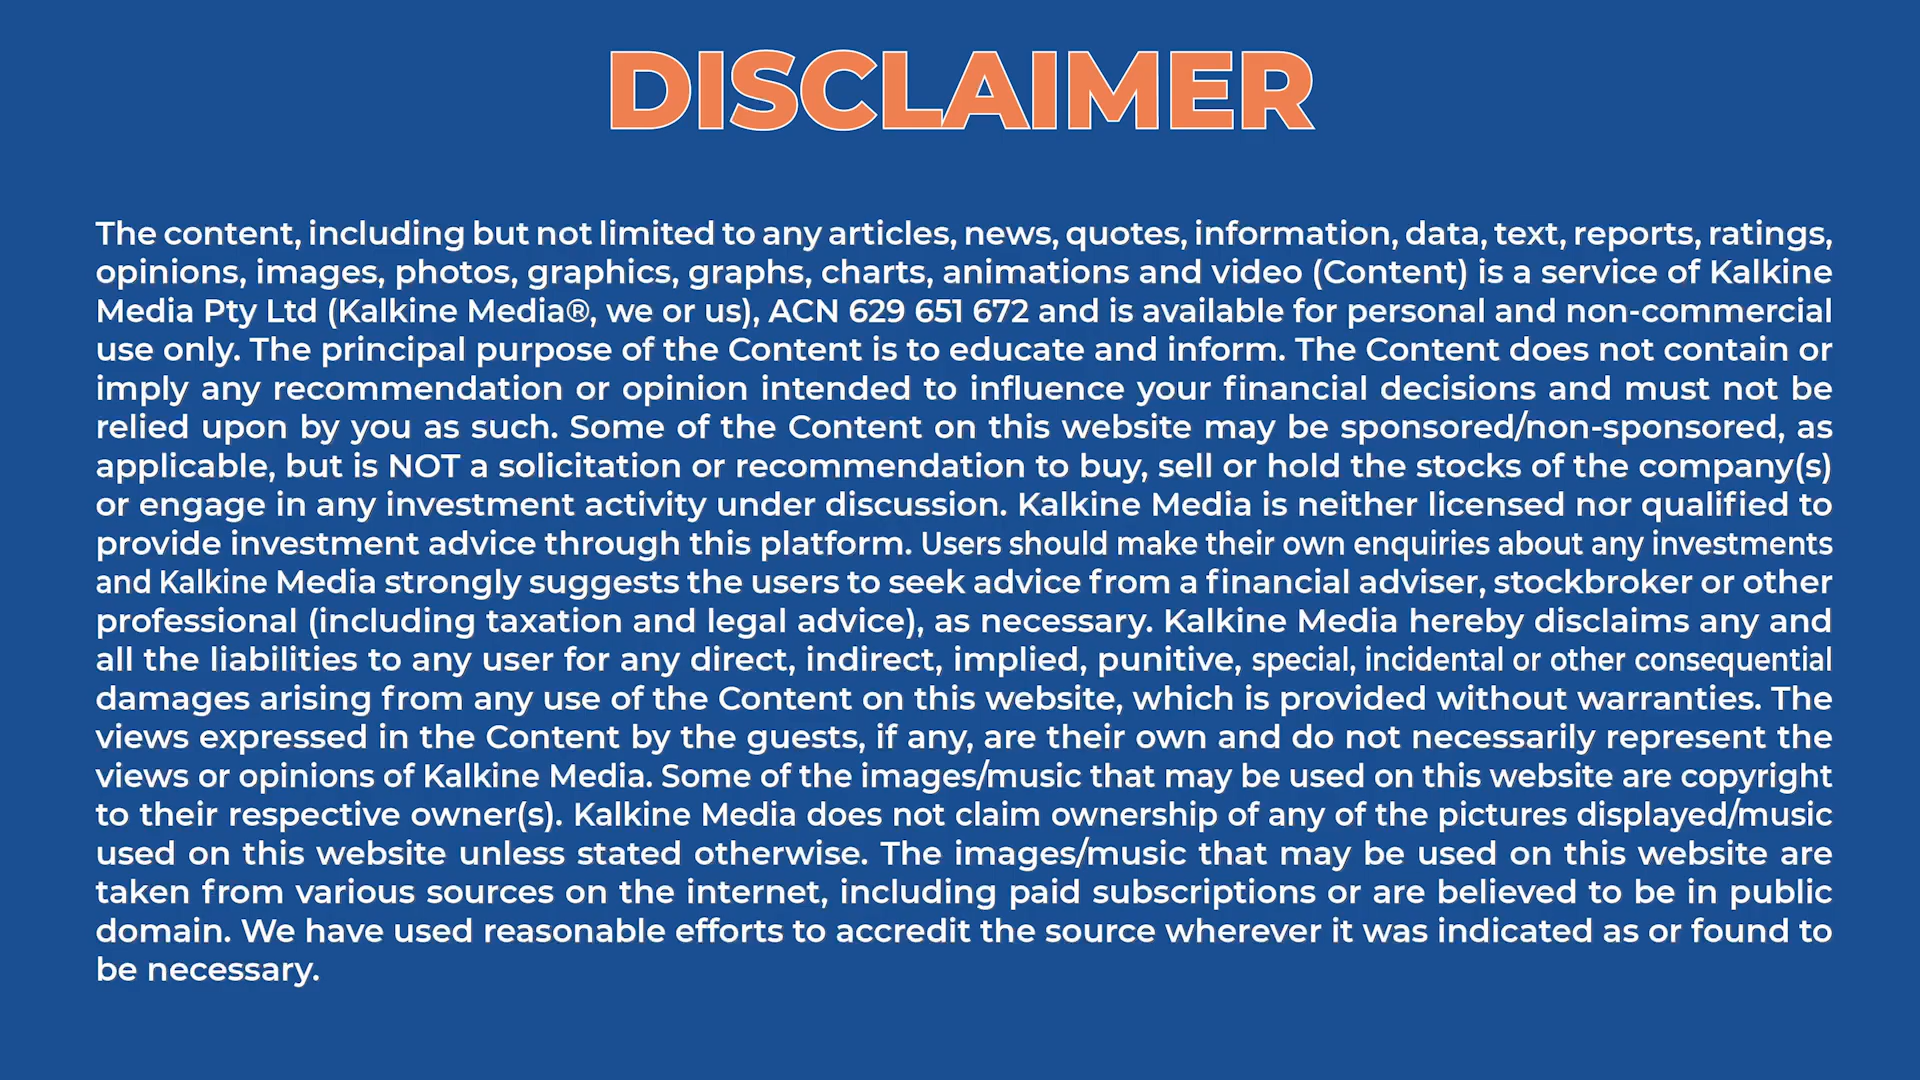 DISCLAIMER
The content, including but not limited to any articles, news, quotes, information, data, text, reports, ratings,
opinions, images, photos, graphics, graphs, charts, animations and video (Content) is a service of Kalkine
Media Pty Ltd (Kalkine Media®, we or us), ACN 629 651 672 and is available for personal and non-commercial
use only. The principal purpose of the Content is to educate and inform. The Content does not contain or
imply any recommendation or opinion intended to influence your financial decisions and must not be
relied upon by you as such. Some of the Content on this website may be sponsored/non-sponsored, as
applicable, but is NOT a solicitation or recommendation to buy, sell or hold the stocks of the company(s)
or engage in any investment activity under discussion. Kalkine Media is neither licensed nor qualified to
provide investment advice through this platform. Users should make their own enquiries about any investments
and Kalkine Media strongly suggests the users to seek advice from a financial adviser, stockbroker or other
professional (including taxation and legal advice), as necessary. Kalkine Media hereby disclaims any and
all the liabilities to any user for any direct, indirect, implied, punitive, special, incidental or other consequential
damages arising from any use of the Content on this website, which is provided without warranties. The
views expressed in the Content by the guests, if any, are their own and do not necessarily represent the
views or opinions of Kalkine Media. Some of the images/music that may be used on this website are copyright
to their respective owner(s). Kalkine Media does not claim ownership of any of the pictures displayed/music
used on this website unless stated otherwise. The images/music that may be used on this website are
taken from various sources on the internet, including paid subscriptions or are believed to be in public
domain. We have used reasonable efforts to accredit the source wherever it was indicated as or found to
be necessary.